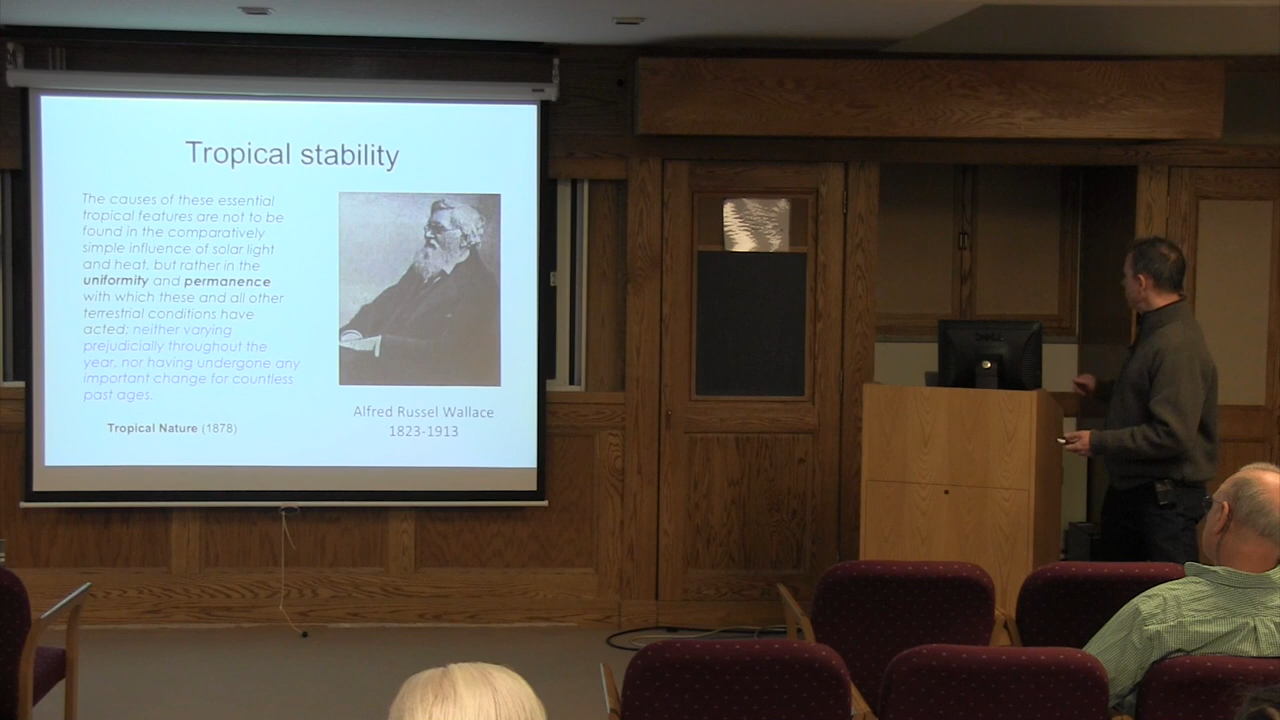 Tropical stability
The causes of these essential
tropical features are not to be
found in the comparatively
simple influence of solar light
and heat, but rather in the
uniformity and permanence
with which these and all other
terrestrial conditions have
acted; neither varying
prejudicially throughout the
year, nor having undergone any
important change for countless
past ages.
Tropical Nature (1878)
Alfred Russel Wallace
1823-1913
DELL